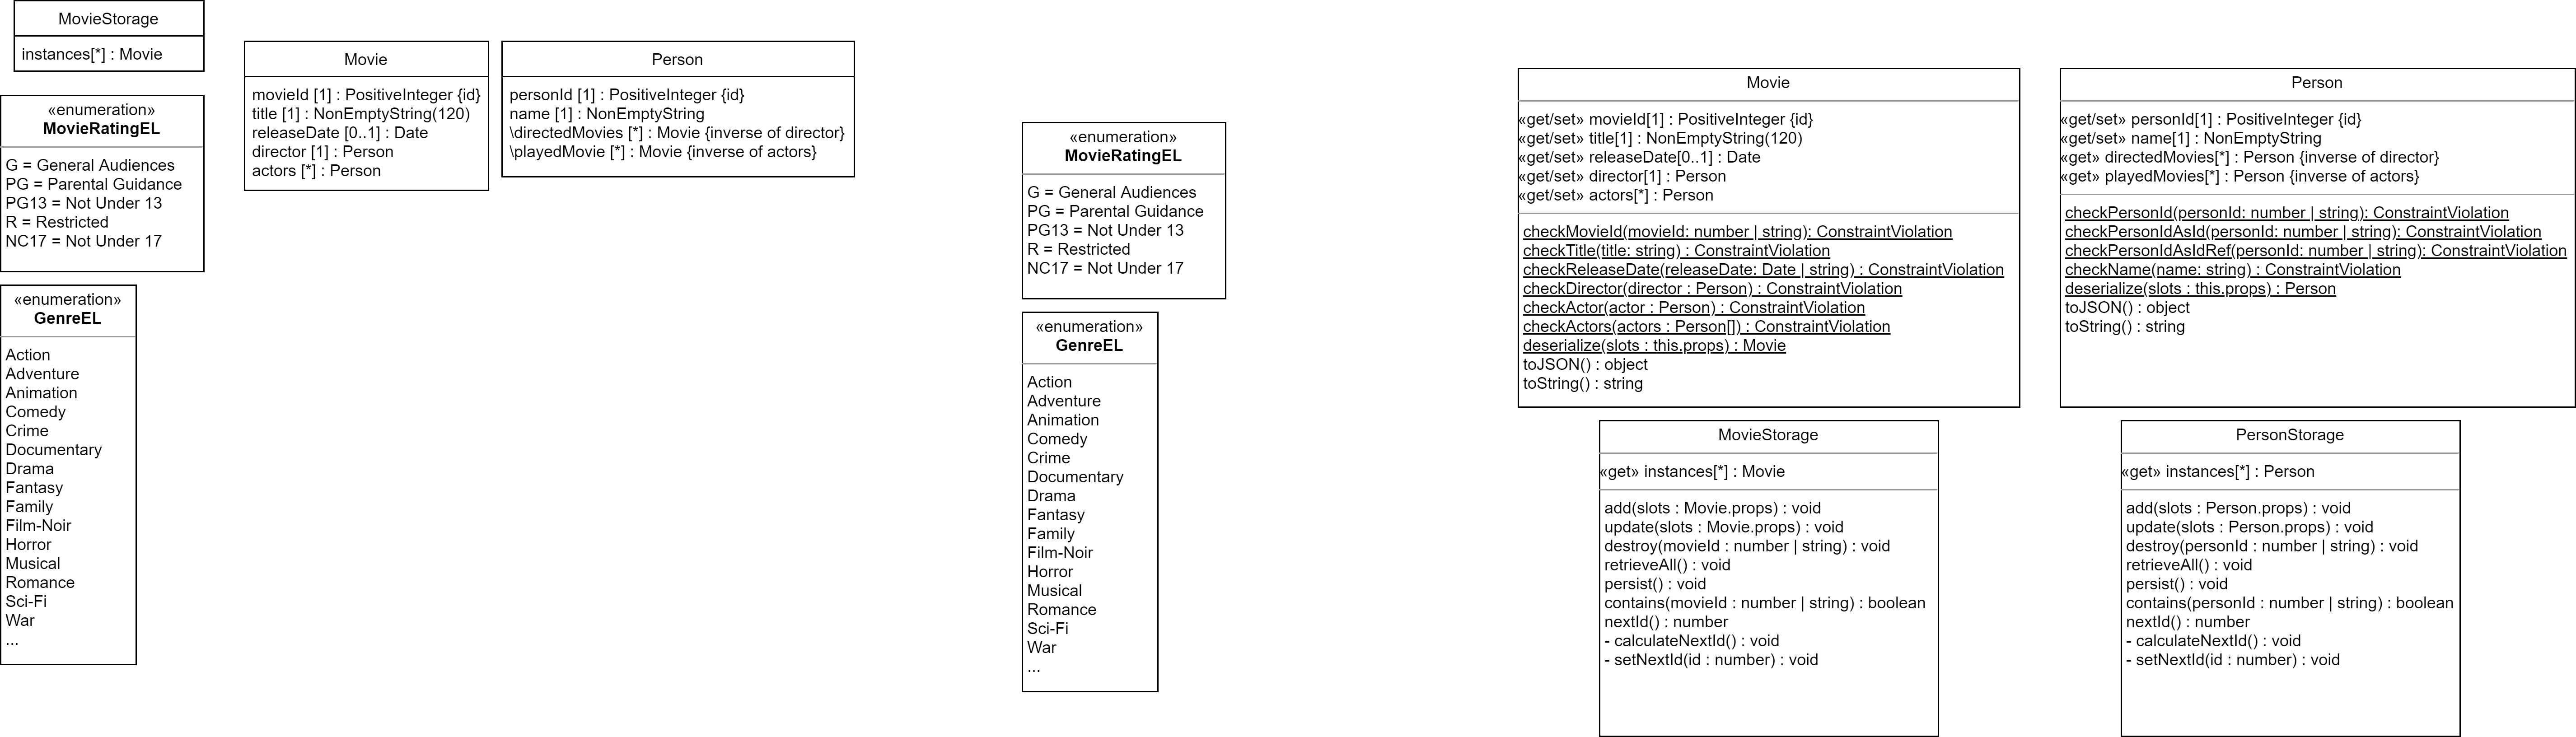 MovieStorage
instances[*] : Movie
«enumeration»
MovieRatingEL
G = General Audiences
PG = Parental Guidance
PG13 = Not Under 13
R = Restricted
NC17 = Not Under 17
«enumeration»
GenreEL
Action
Adventure
Animation
Comedy
Crime
Documentary
Drama
Fantasy
Family
Film-Noir
Horror
Musical
Romance
Sci-Fi
War
...
Movie
movieId [1] : PositiveInteger {id}
title [1] : NonEmptyString(120)
releaseDate [0..1] : Date
director [1] : Person
actors [*] : Person
Person
personId [1] : PositiveInteger {id}
name [1] : NonEmptyString
\directedMovies [*] : Movie {inverse of director}
\playedMovie [*] : Movie {inverse of actors}
«enumeration»
MovieRatingEL
G = General Audiences
PG = Parental Guidance
PG13 = Not Under 13
R = Restricted
NC17 = Not Under 17
«enumeration»
GenreEL
Action
Adventure
Animation
Comedy
Crime
Documentary
Drama
Fantasy
Family
Film-Noir
Horror
Musical
Romance
Sci-Fi
War
...
Movie
«get/set» movieId[1] : PositiveInteger {id}
«get/set» title[1] : NonEmptyString(120)
«get/set» releaseDate[0..1] : Date
«get/set» director[1] : Person
«get/set» actors[*] : Person
checkMovieId(movieId: number | string): ConstraintViolation
checkTitle(title: string) : ConstraintViolation
checkReleaseDate(releaseDate: Date | string) : ConstraintViolation
checkDirector(director : Person) : ConstraintViolation
checkActor(actor : Person) : ConstraintViolation
checkActors(actors : Person[]) : ConstraintViolation
deserialize(slots : this.props) : Movie
toJSON() : object
toString() : string
Person
«get/set» personId[1] : PositiveInteger {id}
«get/set» name[1] : NonEmptyString
«get» directedMovies[*] : Person {inverse of director}
«get» playedMovies[*] : Person {inverse of actors}
checkPersonId(personId: number | string): ConstraintViolation
checkPersonIdAsId(personId: number | string): ConstraintViolation
checkPersonIdAsIdRef(personId: number | string): ConstraintViolation
checkName(name: string) : ConstraintViolation
deserialize(slots : this.props) : Person
toJSON() : object
toString() : string
MovieStorage
«get» instances[*] : Movie
add(slots : Movie.props) : void
update(slots : Movie.props) : void
destroy(movieId : number | string) : void
retrieveAll() : void
persist() : void
contains(movieId : number | string) : boolean
nextId() : number
- calculateNextId() : void
- setNextId(id : number) : void
PersonStorage
«get» instances[*] : Person
add(slots : Person.props) : void
update(slots : Person.props) : void
destroy(personId : number | string) : void
retrieveAll() : void
persist() : void
contains(personId : number | string) : boolean
nextId() : number
- calculateNextId() : void
- setNextId(id : number) : void